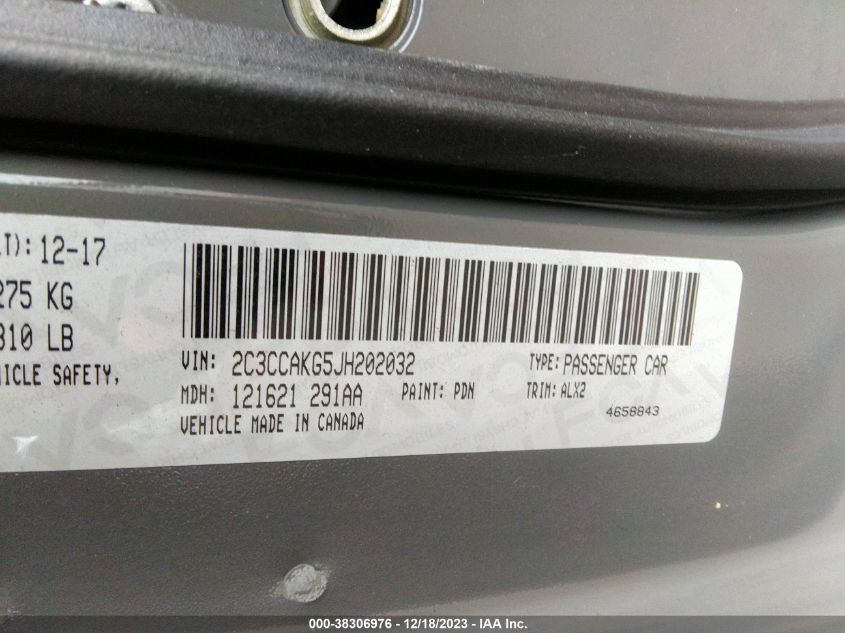 LT): 12-17
275 KG
310 LB
HICLE SAFETY,
VIN: 2C3CCAKG5JH202032 TYPE: PASSENGER CAR
MDH: 121621 291AA PAINT: PDN TRIM: ALX2
VEHICLE MADE IN CANADA 4658843
000-38306976 - 12/18/2023 - IAA Inc.